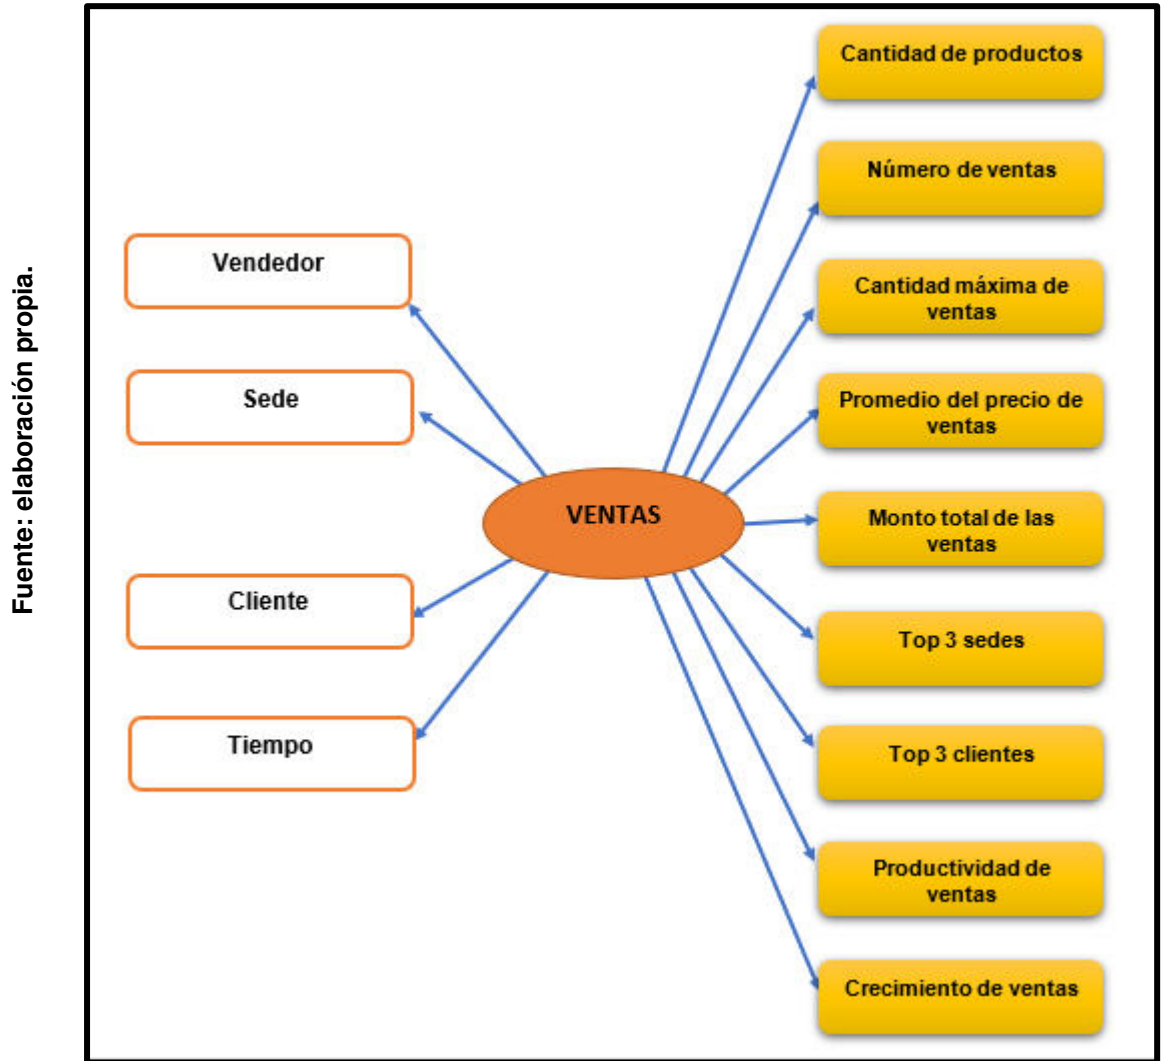 Fuente: elaboración propia.
Vendedor
Sede
Cliente
Tiempo
VENTAS
Cantidad de productos
Número de ventas
Cantidad máxima de
ventas
Promedio del precio de
ventas
Monto total de las
ventas
Top 3 sedes
Top 3 clientes
Productividad de
ventas
Crecimiento de ventas